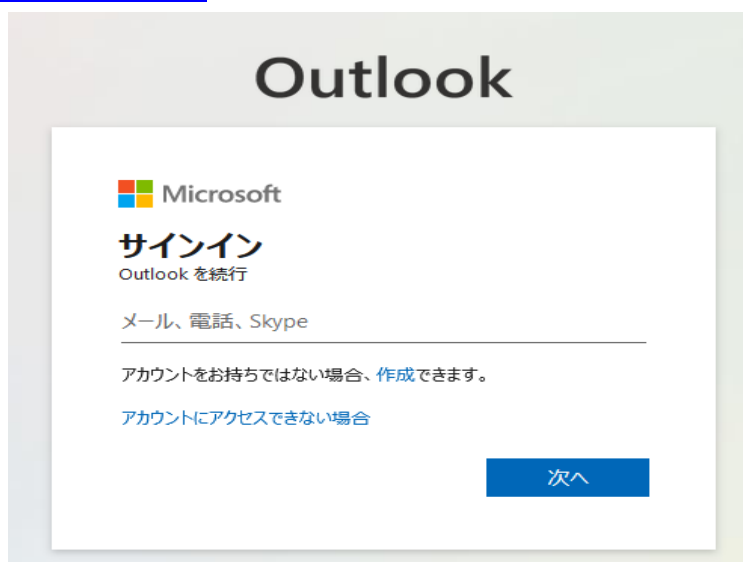 Outlook
Microsoft
サインイン
Outlook を続行
メール、電話、Skype
アカウントをお持ちではない場合、作成できます。
アカウントにアクセスできない場合
次へ